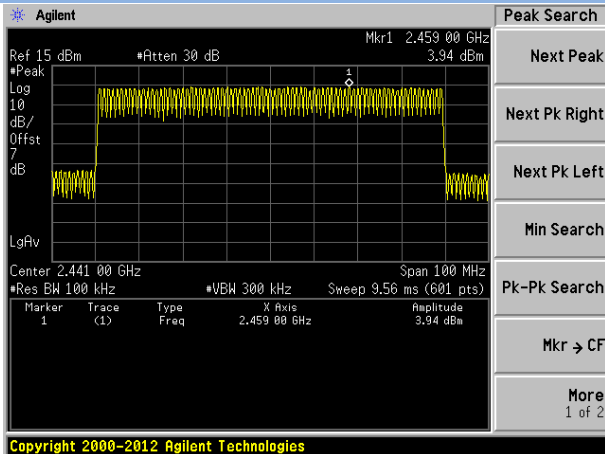 Agilent
Peak Search
Mkr1 2.459 00 GHz
Ref 15 dBm #Atten 30 dB 3.94 dBm
#Peak
Log
10
dB/
Offst
7
dB
LgAv
1
Center 2.441 00 GHz Span 100 MHz
#Res BW 100 kHz #VBW 300 kHz Sweep 9.56 ms (601 pts)
Marker Trace Type X Axis Amplitude
1 (1) Freq 2.459 00 GHz 3.94 dBm
Next Peak
Next Pk Right
Next Pk Left
Min Search
Pk-Pk Search
Mkr → CF
More
1 of 2
Copyright 2000-2012 Agilent Technologies